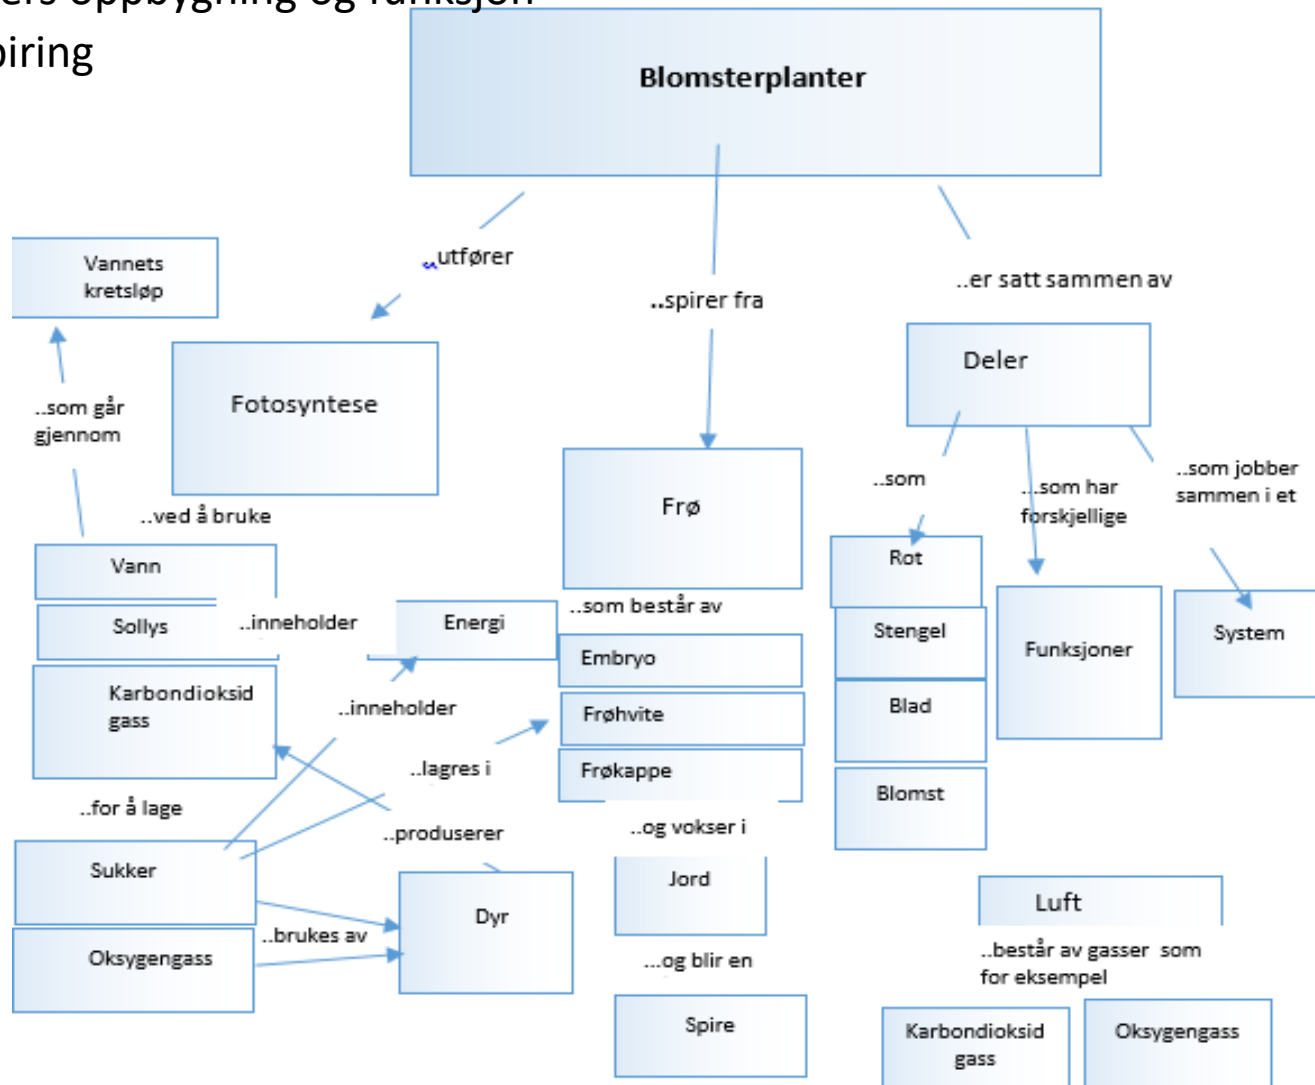 ers oppbygning og funksjon
piring
Blomsterplanter
..utfører
..spirer fra
..er satt sammen av
Vannets
kretsløp
..som går
gjennom
Fotosyntese
..ved å bruke
Vann
Sollys
Karbondioksid
gass
..inneholder
Energi
..inneholder
..lagres i
..for å lage
..produserer
Sukker
Oksygengass
..brukes av
Dyr
Frø
..som består av
Embryo
Frøhvite
Frøkappe
..og vokser i
Jord
...og blir en
Spire
Deler
..som
...som har
forskjellige
..som jobber
sammen i et
Rot
Stengel
Blad
Blomst
Funksjoner
System
Luft
..består av gasser som
for eksempel
Karbondioksid
gass
Oksygengass